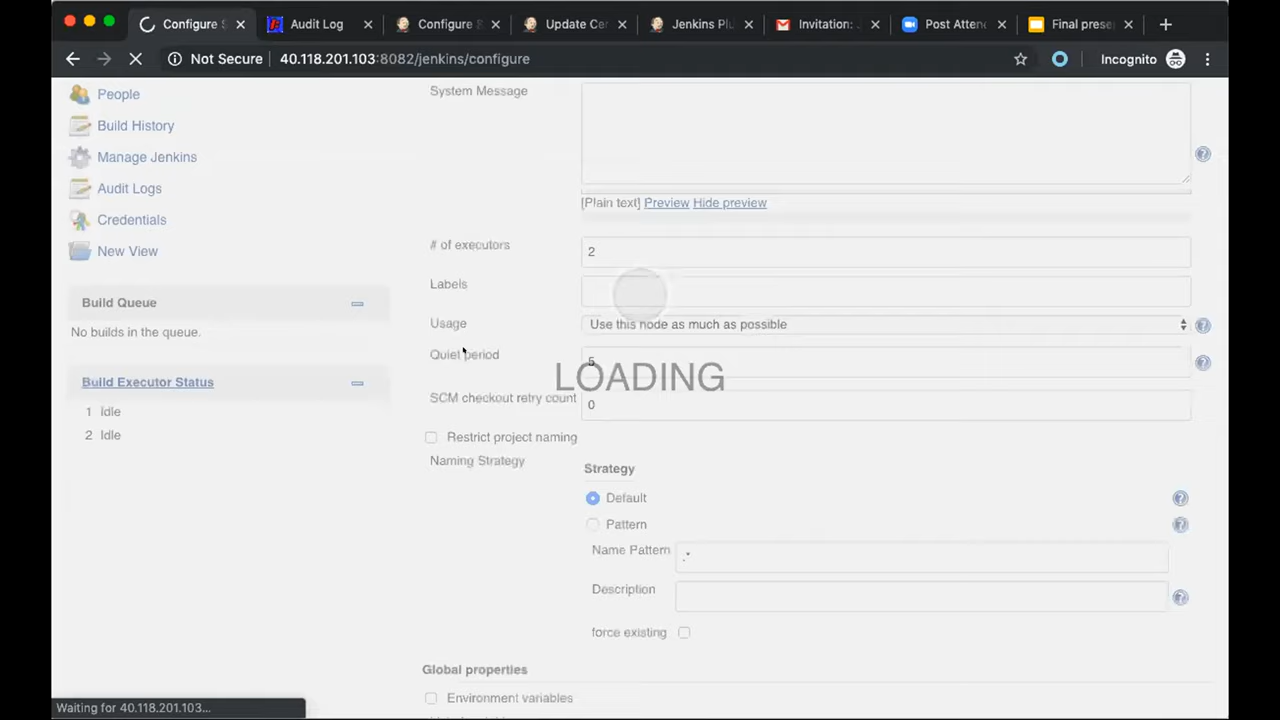 Configure S
Audit Log
Configure S
Update Cen
Jenkins Plu
Invitation: J
Post Attend
Final prese
Not Secure
40.118.201.103:8082/jenkins/configure
Incognito
People
Build History
Manage Jenkins
Audit Logs
Credentials
New View
Build Queue
No builds in the queue.
Build Executor Status
1 Idle
2 Idle
System Message
[Plain text] Preview Hide preview
# of executors
2
Labels
Usage
Use this node as much as possible
Quiet period
5
LOADING
SCM checkout retry count
0
Restrict project naming
Naming Strategy
Strategy
Default
Pattern
Name Pattern
.*
Description
force existing
Global properties
Environment variables
Waiting for 40.118.201.103...